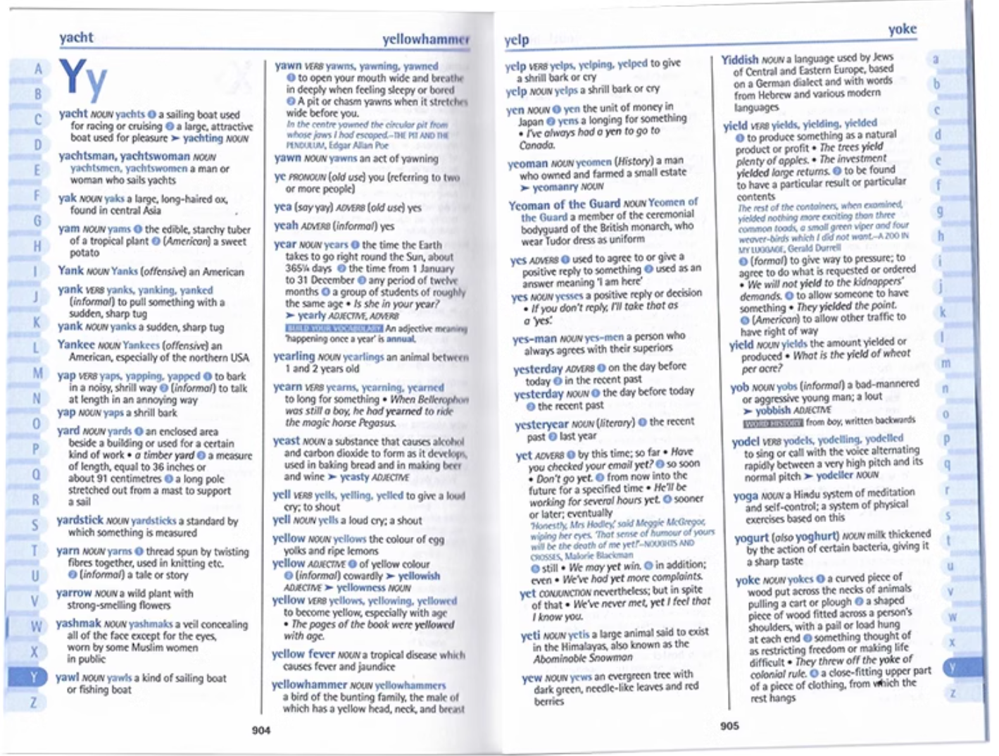 yacht
yellowhammer
A
B
C
D
E
F
G
H
I
J
K
L
M
N
O
P
Q
R
S
T
U
V
W
X
Y
Z
Yy
yacht NOUN yachts ❶ a sailing boat used
for racing or cruising ❷ a large, attractive
boat used for pleasure ➤ yachting NOUN
yachtsman, yachtswoman NOUN
yachtsmen, yachtswomen a man or
woman who sails yachts
yak NOUN yaks a large, long-haired ox,
found in central Asia
yam NOUN yams ❶ the edible, starchy tuber
of a tropical plant ❷ (American) a sweet
potato
Yank NOUN Yanks (offensive) an American
yank VERB yanks, yanking, yanked
(informal) to pull something with a
sudden, sharp tug
yank NOUN yanks a sudden, sharp tug
Yankee NOUN Yankees (offensive) an
American, especially of the northern USA
yap VERB yaps, yapping, yapped ❶ to bark
in a noisy, shrill way ❷ (informal) to talk
at length in an annoying way
yap NOUN yaps a shrill bark
yard NOUN yards ❶ an enclosed area
beside a building or used for a certain
kind of work • a timber yard ❷ a measure
of length, equal to 36 inches or
about 91 centimetres ❸ a long pole
stretched out from a mast to support
a sail
yardstick NOUN yardsticks a standard by
which something is measured
yarn NOUN yarns ❶ thread spun by twisting
fibres together, used in knitting etc.
❷ (informal) a tale or story
yarrow NOUN a wild plant with
strong-smelling flowers
yashmak NOUN yashmaks a veil concealing
all of the face except for the eyes,
worn by some Muslim women
in public
yawl NOUN yawls a kind of sailing boat
or fishing boat
yawn VERB yawns, yawning, yawned
❶ to open your mouth wide and breathe
in deeply when feeling sleepy or bored
❷ A pit or chasm yawns when it stretches
wide before you.
In the centre yawned the circular pit from
whose jaws I had escaped.—THE PIT AND THE
PENDULUM, Edgar Allan Poe
yawn NOUN yawns an act of yawning
ye PRONOUN (old use) you (referring to two
or more people)
yea (say yay) ADVERB (old use) yes
yeah ADVERB (informal) yes
year NOUN years ❶ the time the Earth
takes to go right round the Sun, about
365¼ days ❷ the time from 1 January
to 31 December ❸ any period of twelve
months ❹ a group of students of roughly
the same age • Is she in your year?
➤ yearly ADJECTIVE, ADVERB
BUILD YOUR VOCABULARY An adjective meaning
'happening once a year' is annual.
yearling NOUN yearlings an animal between
1 and 2 years old
yearn VERB yearns, yearning, yearned
to long for something • When Bellerophon
was still a boy, he had yearned to ride
the magic horse Pegasus.
yeast NOUN a substance that causes alcohol
and carbon dioxide to form as it develops,
used in baking bread and in making beer
and wine ➤ yeasty ADJECTIVE
yell VERB yells, yelling, yelled to give a loud
cry; to shout
yell NOUN yells a loud cry; a shout
yellow NOUN yellows the colour of egg
yolks and ripe lemons
yellow ADJECTIVE ❶ of yellow colour
❷ (informal) cowardly ➤ yellowish
ADJECTIVE ➤ yellowness NOUN
yellow VERB yellows, yellowing, yellowed
to become yellow, especially with age
• The pages of the book were yellowed
with age.
yellow fever NOUN a tropical disease which
causes fever and jaundice
yellowhammer NOUN yellowhammers
a bird of the bunting family, the male of
which has a yellow head, neck, and breast
904
yelp
yoke
yelp VERB yelps, yelping, yelped to give
a shrill bark or cry
yelp NOUN yelps a shrill bark or cry
yen NOUN ❶ yen the unit of money in
Japan ❷ yens a longing for something
• I've always had a yen to go to
Canada.
yeoman NOUN yeomen (History) a man
who owned and farmed a small estate
➤ yeomanry NOUN
Yeoman of the Guard NOUN Yeomen of
the Guard a member of the ceremonial
bodyguard of the British monarch, who
wear Tudor dress as uniform
yes ADVERB ❶ used to agree to or give a
positive reply to something ❷ used as an
answer meaning 'I am here'
yes NOUN yesses a positive reply or decision
• If you don't reply, I'll take that as
a 'yes'.
yes-man NOUN yes-men a person who
always agrees with their superiors
yesterday ADVERB ❶ on the day before
today ❷ in the recent past
yesterday NOUN ❶ the day before today
❷ the recent past
yesteryear NOUN (literary) ❶ the recent
past ❷ last year
yet ADVERB ❶ by this time; so far • Have
you checked your email yet? ❷ so soon
• Don't go yet. ❸ from now into the
future for a specified time • He'll be
working for several hours yet. ❹ sooner
or later; eventually
'Honestly, Mrs Hadley,' said Meggie McGregor,
wiping her eyes. 'That sense of humour of yours
will be the death of me yet!'—NOUGHTS AND
CROSSES, Malorie Blackman
❺ still • We may yet win. ❻ in addition;
even • We've had yet more complaints.
yet CONJUNCTION nevertheless; but in spite
of that • We've never met, yet I feel that
I know you.
yeti NOUN yetis a large animal said to exist
in the Himalayas, also known as the
Abominable Snowman
yew NOUN yews an evergreen tree with
dark green, needle-like leaves and red
berries
Yiddish NOUN a language used by Jews
of Central and Eastern Europe, based
on a German dialect and with words
from Hebrew and various modern
languages
yield VERB yields, yielding, yielded
❶ to produce something as a natural
product or profit • The trees yield
plenty of apples. • The investment
yielded large returns. ❷ to be found
to have a particular result or particular
contents
The rest of the containers, when examined,
yielded nothing more exciting than three
common toads, a small green viper and four
weaver-birds which I did not want.—A ZOO IN
MY LUGGAGE, Gerald Durrell
❸ (formal) to give way to pressure; to
agree to do what is requested or ordered
• We will not yield to the kidnappers'
demands. ❹ to allow someone to have
something • They yielded the point.
❺ (American) to allow other traffic to
have right of way
yield NOUN yields the amount yielded or
produced • What is the yield of wheat
per acre?
yob NOUN yobs (informal) a bad-mannered
or aggressive young man; a lout
➤ yobbish ADJECTIVE
WORD HISTORY from boy, written backwards
yodel VERB yodels, yodelling, yodelled
to sing or call with the voice alternating
rapidly between a very high pitch and its
normal pitch ➤ yodeller NOUN
yoga NOUN a Hindu system of meditation
and self-control; a system of physical
exercises based on this
yogurt (also yoghurt) NOUN milk thickened
by the action of certain bacteria, giving it
a sharp taste
yoke NOUN yokes ❶ a curved piece of
wood put across the necks of animals
pulling a cart or plough ❷ a shaped
piece of wood fitted across a person's
shoulders, with a pail or load hung
at each end ❸ something thought of
as restricting freedom or making life
difficult • They threw off the yoke of
colonial rule. ❹ a close-fitting upper part
of a piece of clothing, from which the
rest hangs
a
b
c
d
e
f
g
h
i
j
k
l
m
n
o
p
q
r
s
t
u
v
w
x
y
z
905